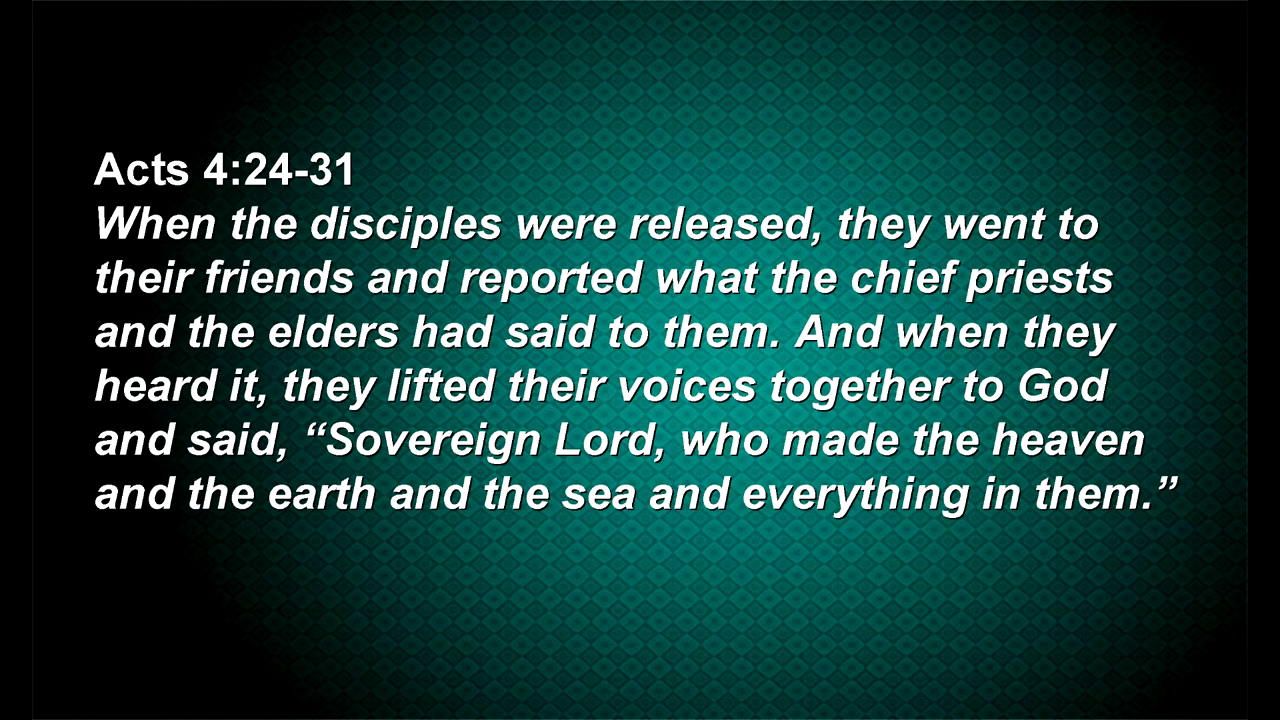 Acts 4:24-31
When the disciples were released, they went to
their friends and reported what the chief priests
and the elders had said to them. And when they
heard it, they lifted their voices together to God
and said, “Sovereign Lord, who made the heaven
and the earth and the sea and everything in them.”